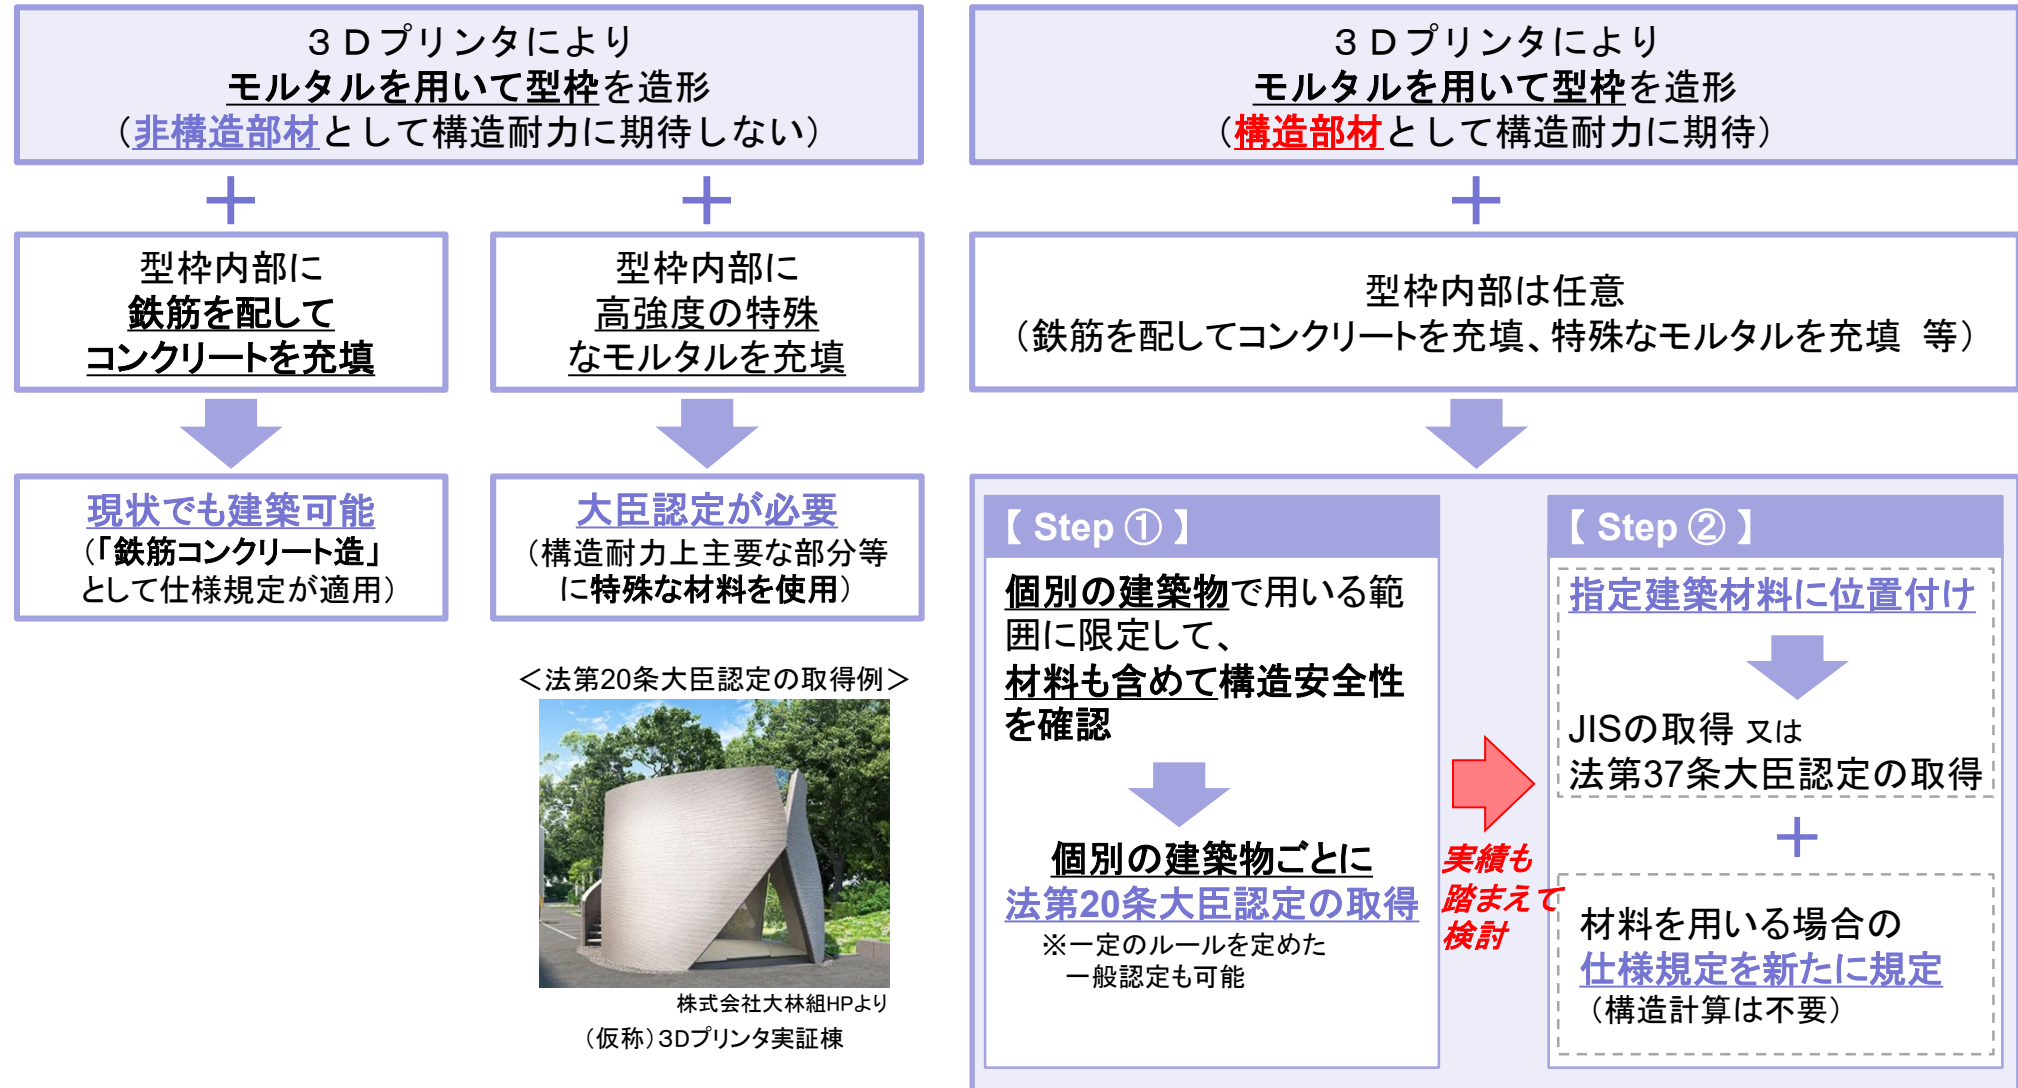 ３Ｄプリンタにより
モルタルを用いて型枠を造形
（非構造部材として構造耐力に期待しない）
＋
＋
型枠内部に
鉄筋を配して
コンクリートを充填
型枠内部に
高強度の特殊
なモルタルを充填
現状でも建築可能
（「鉄筋コンクリート造」
として仕様規定が適用）
大臣認定が必要
（構造耐力上主要な部分等
に特殊な材料を使用）
＜法第20条大臣認定の取得例＞
株式会社大林組HPより
（仮称）3Dプリンタ実証棟
３Ｄプリンタにより
モルタルを用いて型枠を造形
（構造部材として構造耐力に期待）
＋
型枠内部は任意
（鉄筋を配してコンクリートを充填、特殊なモルタルを充填 等）
【 Step ① 】
個別の建築物で用いる範
囲に限定して、
材料も含めて構造安全性
を確認
個別の建築物ごとに
法第20条大臣認定の取得
※一定のルールを定めた
一般認定も可能
実績も
踏まえて
検討
【 Step ② 】
指定建築材料に位置付け
JISの取得 又は
法第37条大臣認定の取得
＋
材料を用いる場合の
仕様規定を新たに規定
（構造計算は不要）